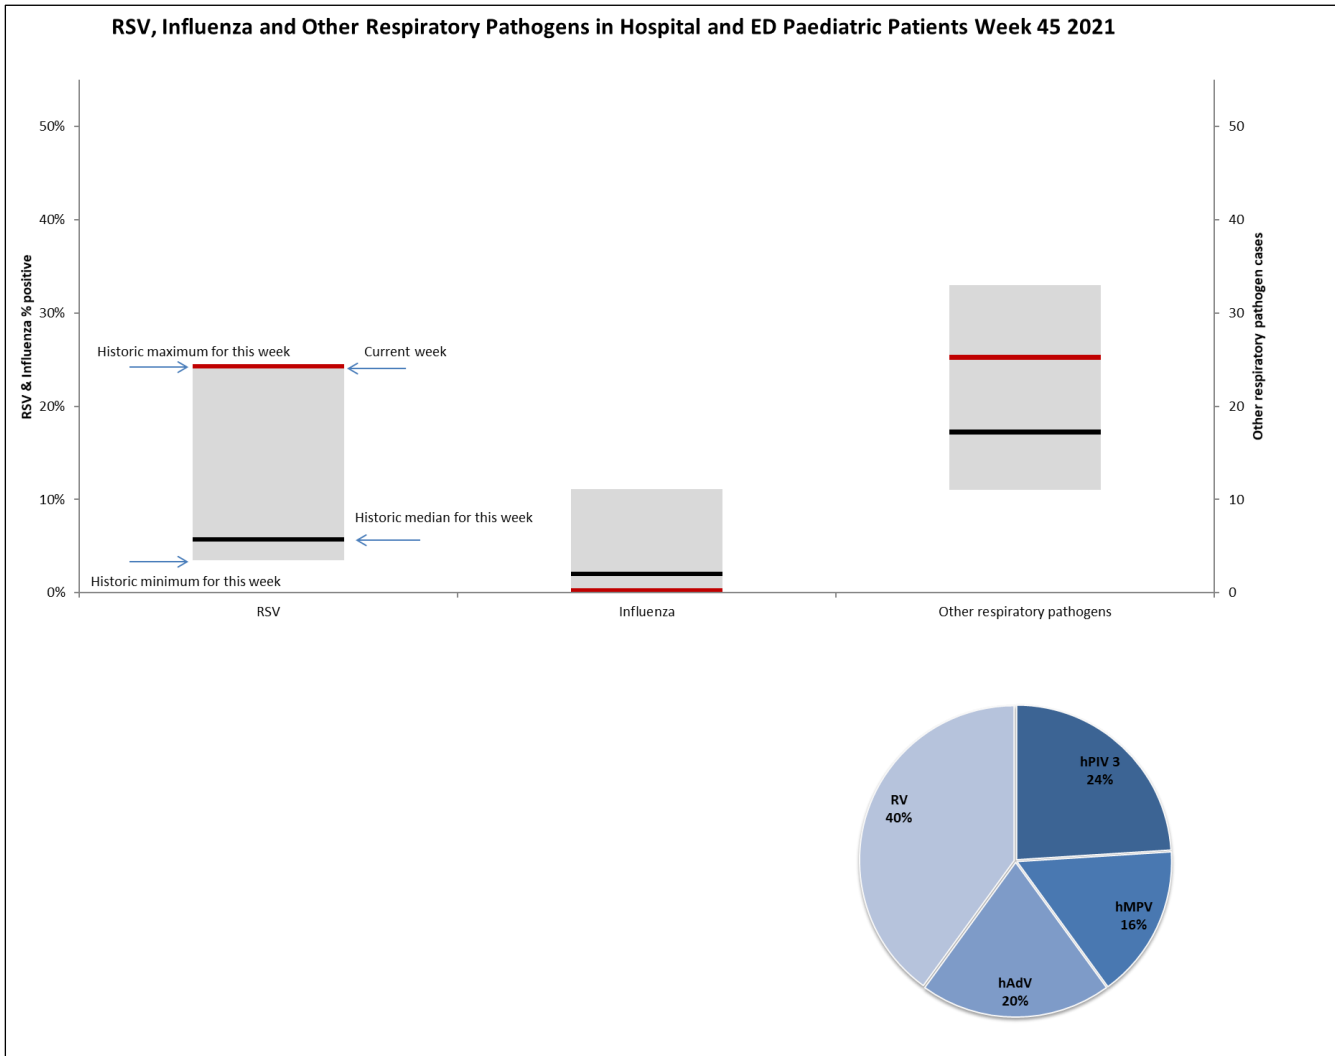 RSV, Influenza and Other Respiratory Pathogens in Hospital and ED Paediatric Patients Week 45 2021
RSV & Influenza % positive
50%
40%
30%
20%
10%
0%
Historic maximum for this week
Current week
Historic median for this week
Historic minimum for this week
RSV
Influenza
Other respiratory pathogens
50
40
30
20
10
0
Other respiratory pathogen cases
hPIV 3
24%
RV
40%
hMPV
16%
hAdV
20%